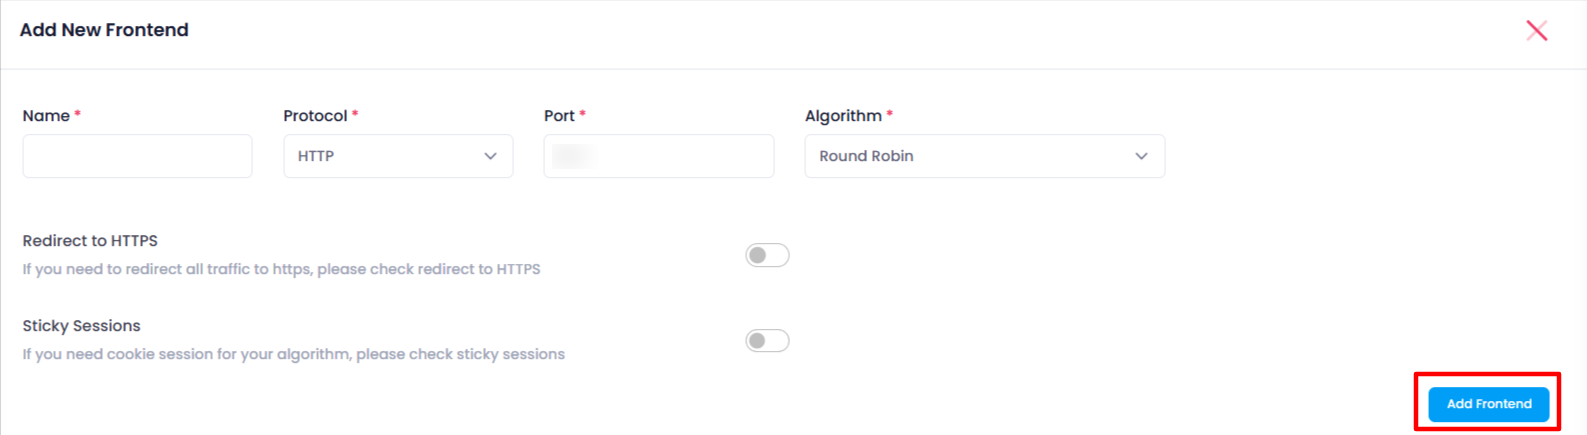 Add New Frontend
Name * Protocol * Port * Algorithm *
HTTP Round Robin
Redirect to HTTPS
If you need to redirect all traffic to https, please check redirect to HTTPS
Sticky Sessions
If you need cookie session for your algorithm, please check sticky sessions
Add Frontend